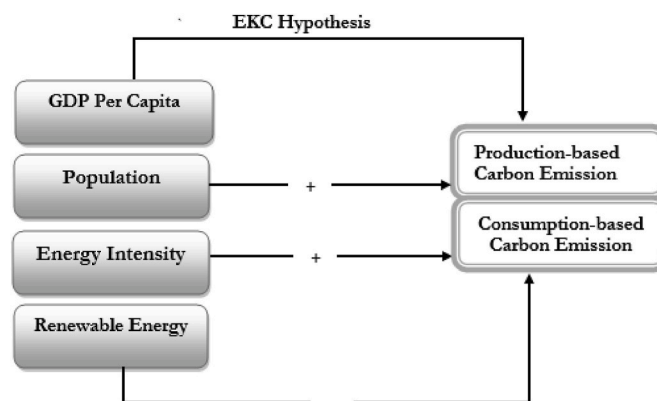 EKC Hypothesis
GDP Per Capita
Population
+
Production-based
Carbon Emission
Energy Intensity
+
Consumption-based
Carbon Emission
Renewable Energy